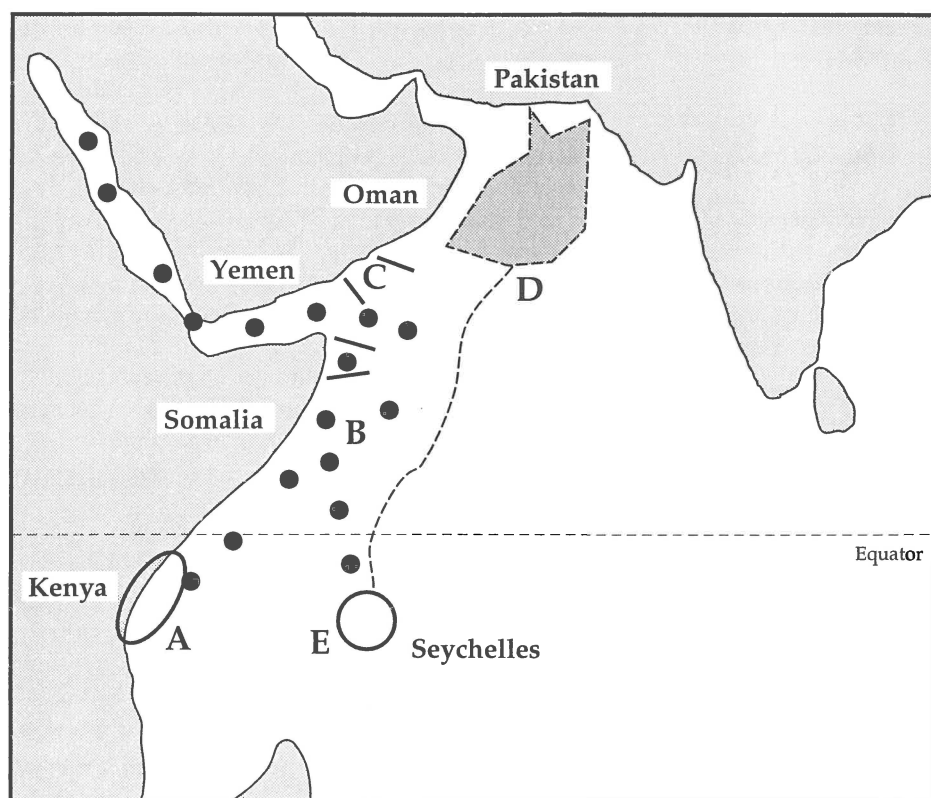 Pakistan
Oman
Yemen
C
D
Somalia
B
Equator
Kenya
A
E
Seychelles